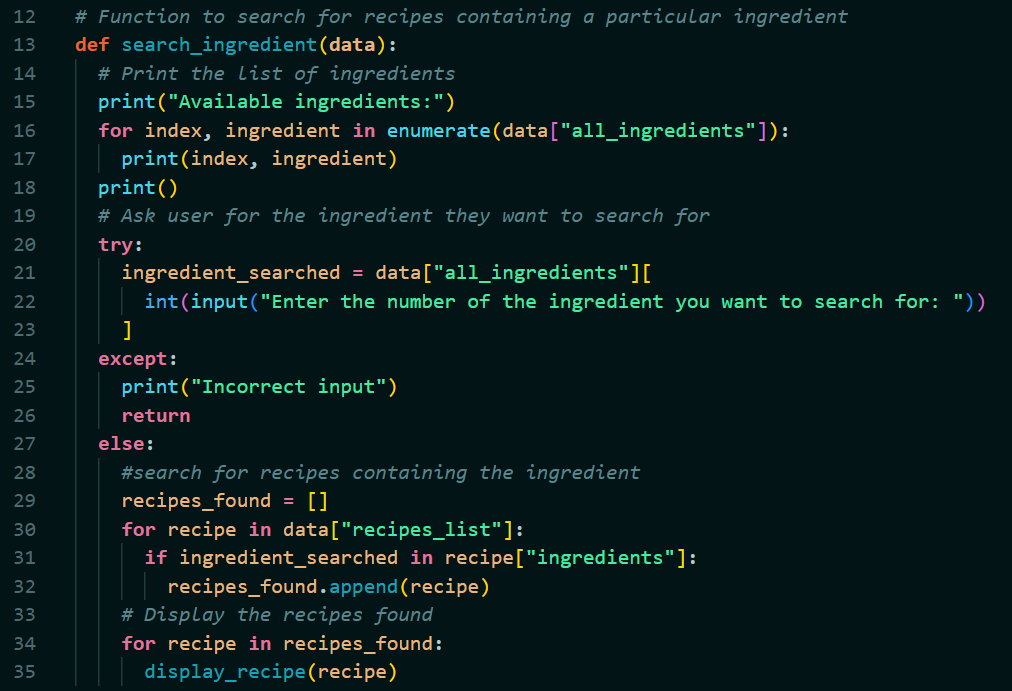 12 # Function to search for recipes containing a particular ingredient
13 def search_ingredient(data):
14   # Print the list of ingredients
15   print("Available ingredients:")
16   for index, ingredient in enumerate(data["all_ingredients"]):
17     print(index, ingredient)
18   print()
19   # Ask user for the ingredient they want to search for
20   try:
21     ingredient_searched = data["all_ingredients"][
22       int(input("Enter the number of the ingredient you want to search for: "))
23     ]
24   except:
25     print("Incorrect input")
26     return
27   else:
28     #search for recipes containing the ingredient
29     recipes_found = []
30     for recipe in data["recipes_list"]:
31       if ingredient_searched in recipe["ingredients"]:
32         recipes_found.append(recipe)
33     # Display the recipes found
34     for recipe in recipes_found:
35       display_recipe(recipe)